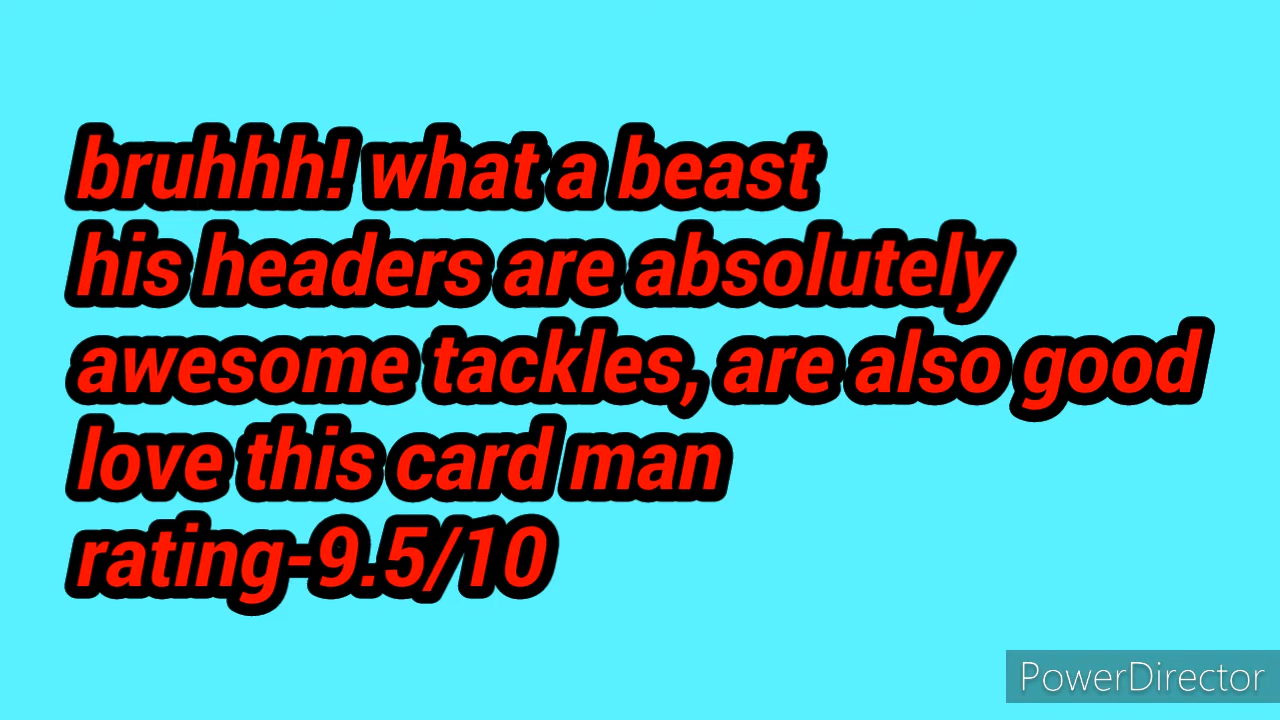 bruhhh! what a beast
his headers are absolutely
awesome tackles, are also good
love this card man
rating-9.5/10
PowerDirector